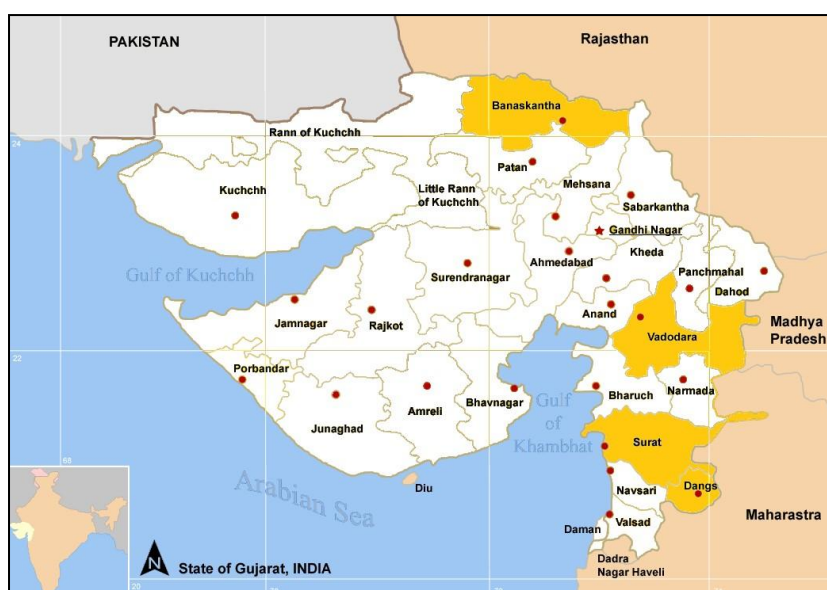 PAKISTAN
Rajasthan
Banaskantha
Rann of Kuchchh
24
Patan
Mehsana
Kuchchh
Little Rann
of Kuchchh
Sabarkantha
Gandhi Nagar
Gulf of Kuchchh
Surendranagar
Ahmedabad
Kheda
Panchmahal
Dahod
Jamnagar
Rajkot
Anand
Vadodara
Madhya
Pradesh
22
Porbandar
Junaghad
Amreli
Bhavnagar
Gulf
of
Khambhat
Bharuch
Narmada
Surat
68
Diu
Navsari
Dangs
Arabian Sea
Daman
Valsad
Maharastra
N
State of Gujarat, INDIA
Dadra
Nagar Haveli
20